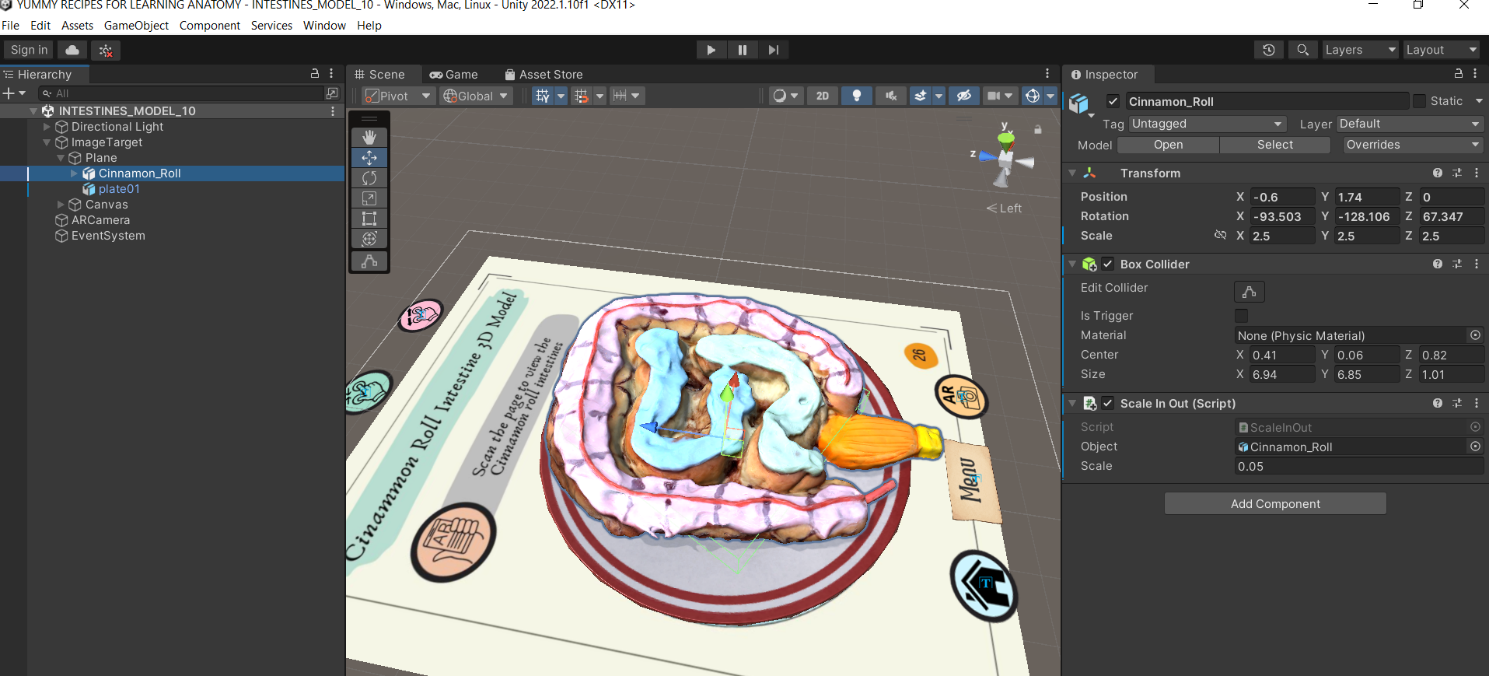 YUMMY RECIPES FOR LEARNING ANATOMY - INTESTINES_MODEL_10 - Windows, Mac, Linux - Unity 2022.1.10f1 <DX11>
File Edit Assets GameObject Component Services Window Help
Sign in
Layers
Layout
Hierarchy
All
INTESTINES_MODEL_10
Directional Light
ImageTarget
Plane
Cinnamon_Roll
plate01
Canvas
ARCamera
EventSystem
Scene Game Asset Store
Pivot Global 2D
y
z
Left
Cinammon Roll Intestine 3D Model
Scan the page to view the
Cinnamon roll intestines
AR
26
AR
Menu
T
Inspector
Cinnamon_Roll Static
Tag Untagged Layer Default
Model Open Select Overrides
Transform
Position X -0.6 Y 1.74 Z 0
Rotation X -93.503 Y -128.106 Z 67.347
Scale X 2.5 Y 2.5 Z 2.5
Box Collider
Edit Collider
Is Trigger
Material None (Physic Material)
Center X 0.41 Y 0.06 Z 0.82
Size X 6.94 Y 6.85 Z 1.01
Scale In Out (Script)
Script ScaleInOut
Object Cinnamon_Roll
Scale 0.05
Add Component